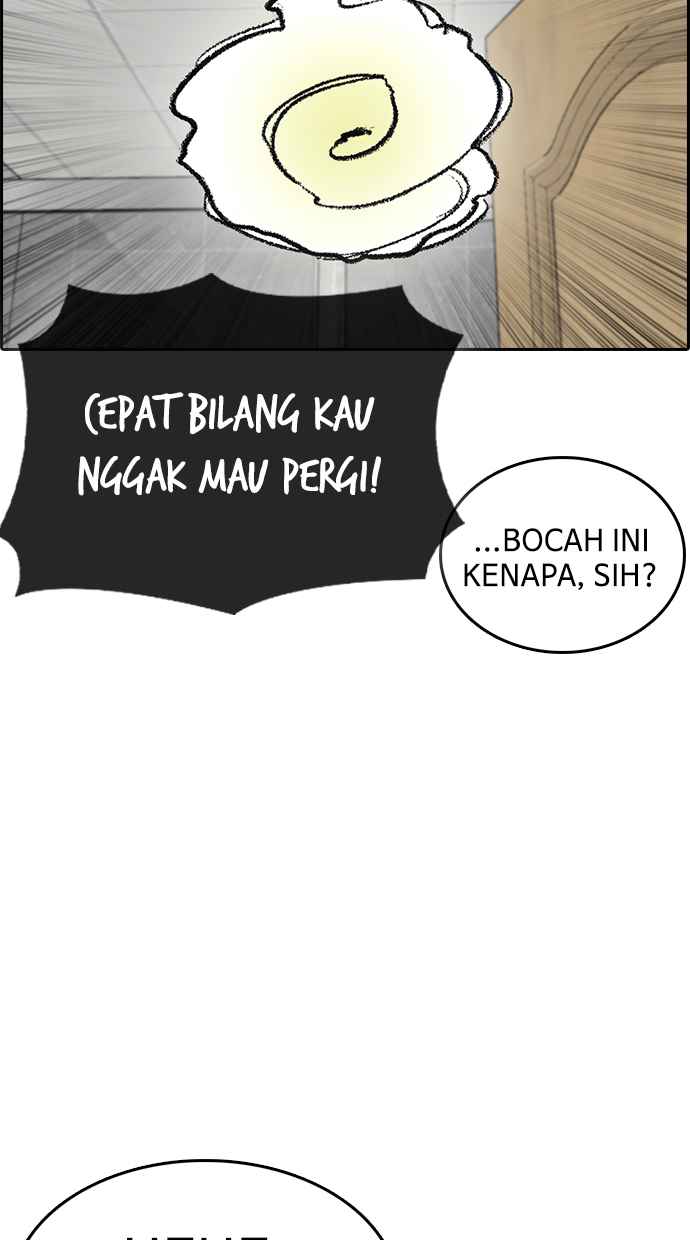 CEPAT BILANG KAU
NGGAK MAU PERGI!
...BOCAH INI
KENAPA, SIH?